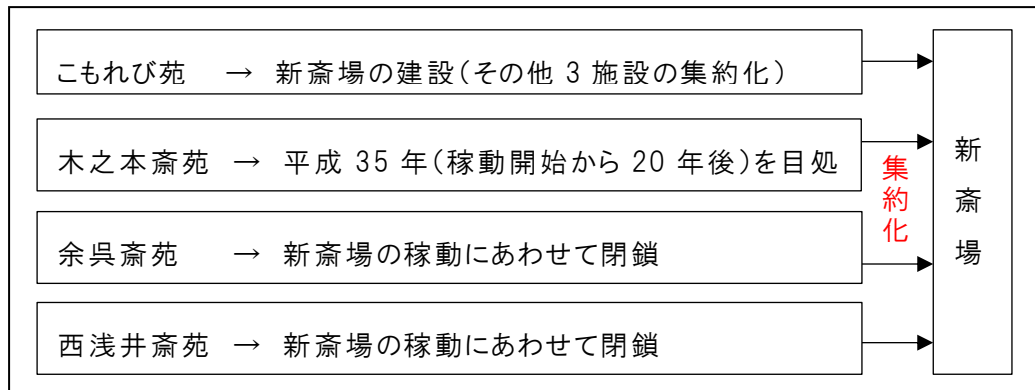 こもれび苑 → 新斎場の建設(その他 3 施設の集約化)
木之本斎苑 → 平成 35 年(稼動開始から 20 年後)を目処
余呉斎苑 → 新斎場の稼動にあわせて閉鎖
西浅井斎苑 → 新斎場の稼動にあわせて閉鎖
集約化
新斎場